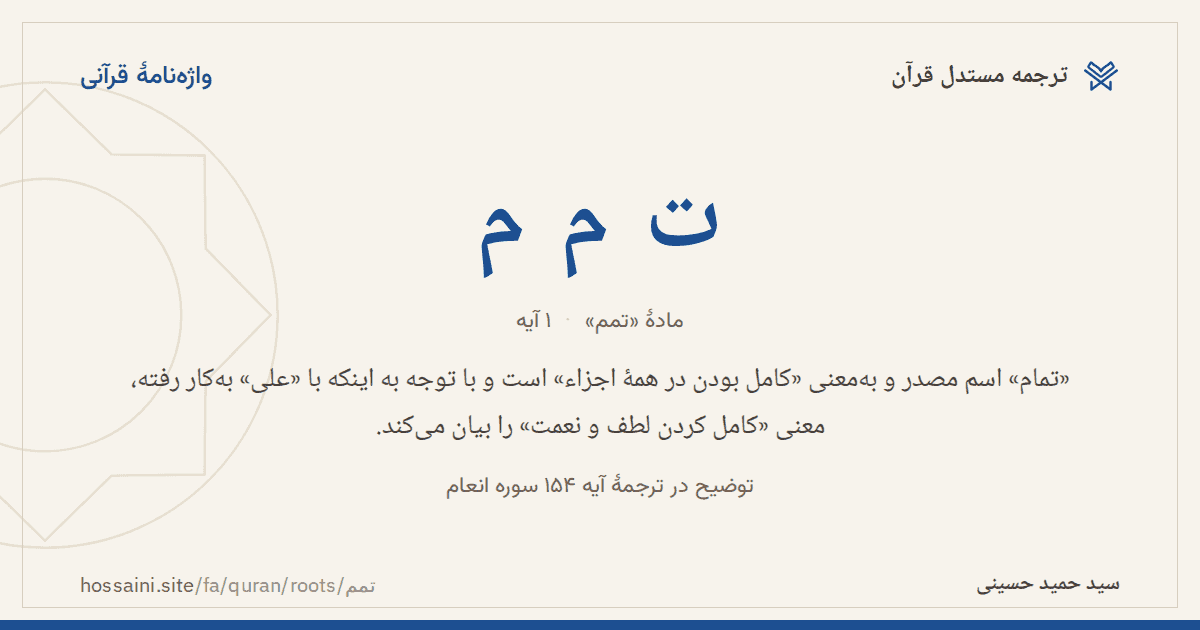 ترجمه مستدل قرآن
واژه‌نامهٔ قرآنی
ت م م
مادهٔ «تمم» · ۱ آیه
«تمام» اسم مصدر و به‌معنی «کامل بودن در همهٔ اجزاء» است و با توجه به اینکه با «علی» به‌کار رفته،
معنی «کامل کردن لطف و نعمت» را بیان می‌کند.
توضیح در ترجمهٔ آیه ۱۵۴ سوره انعام
سید حمید حسینی
hossaini.site/fa/quran/roots/تمم